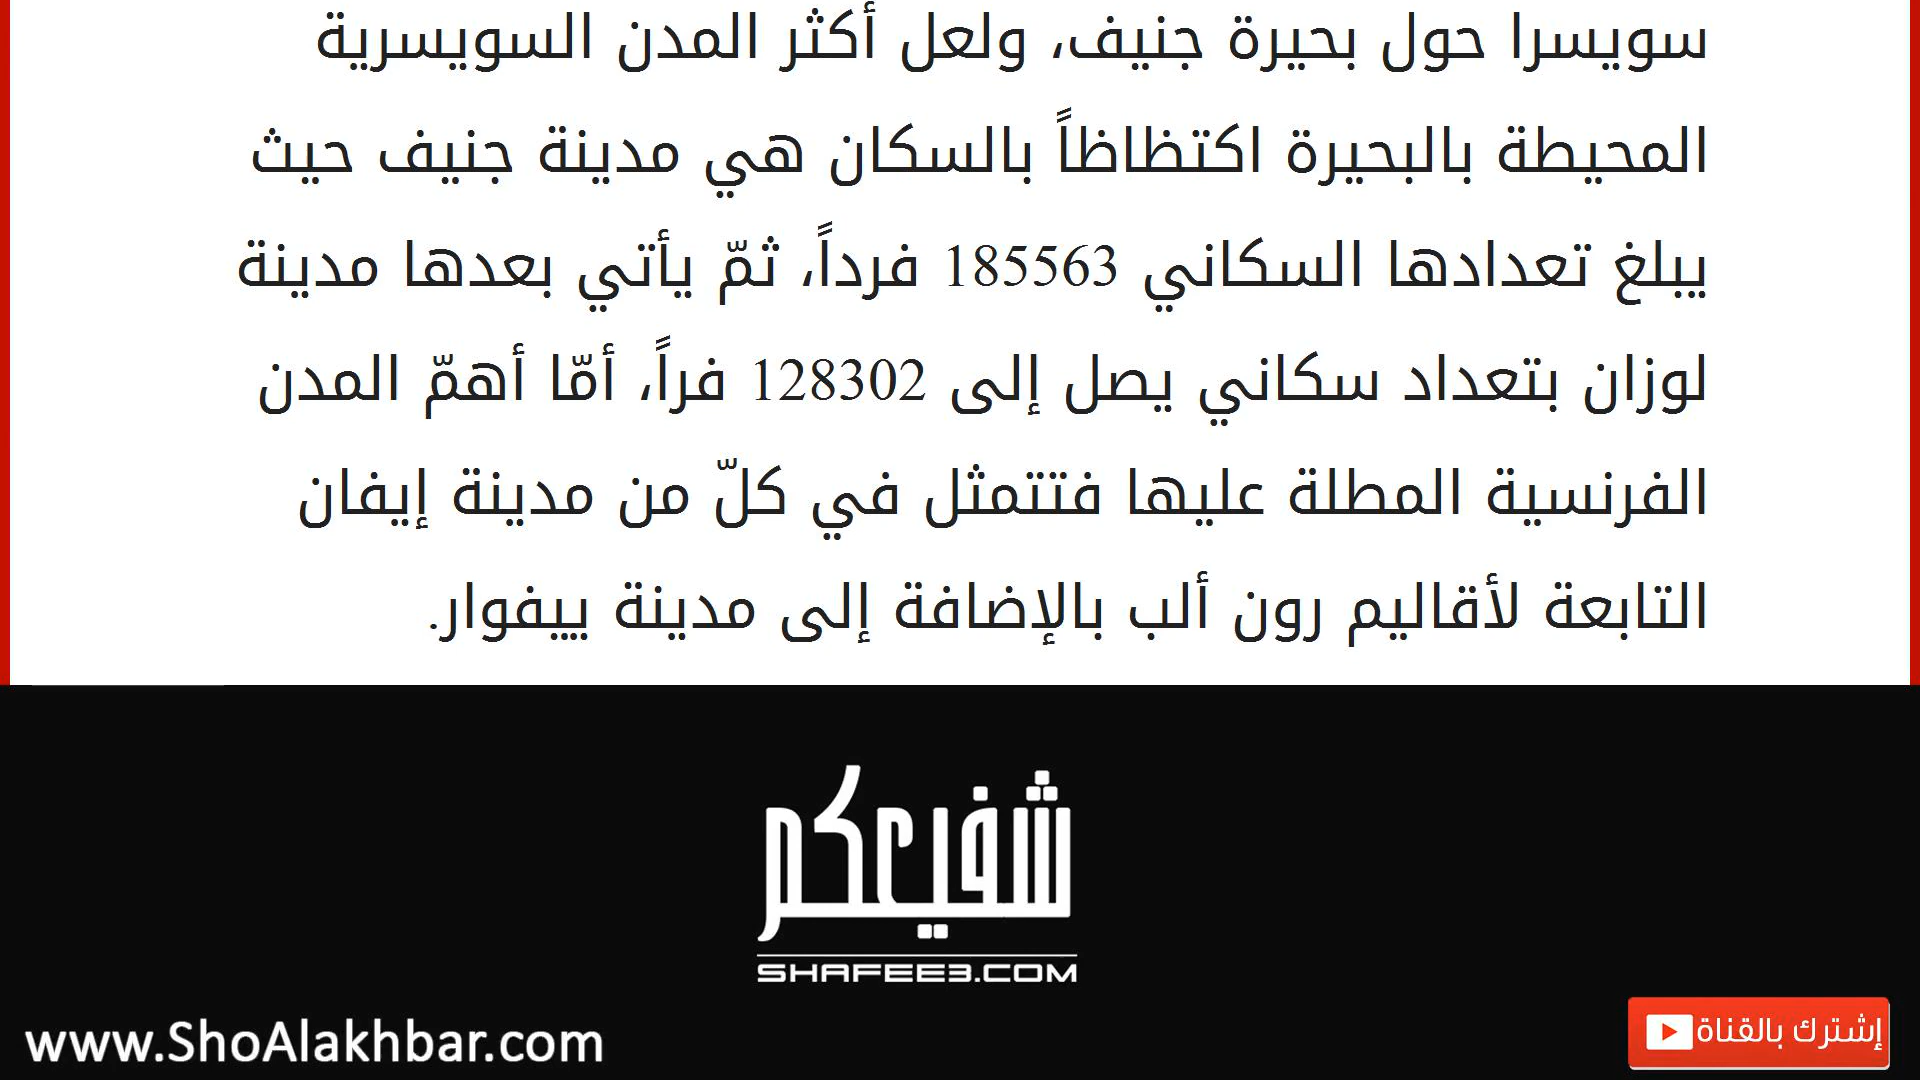 سويسرا حول بحيرة جنيف، ولعل أكثر المدن السويسرية
المحيطة بالبحيرة اكتظاظاً بالسكان هي مدينة جنيف حيث
يبلغ تعدادها السكاني 185563 فرداً، ثمّ يأتي بعدها مدينة
لوزان بتعداد سكاني يصل إلى 128302 فراً، أمّا أهمّ المدن
الفرنسية المطلة عليها فتتمثل في كلّ من مدينة إيفان
التابعة لأقاليم رون ألب بالإضافة إلى مدينة ييفوار.
شفيعكم
SHAFEE3.COM
www.ShoAlakhbar.com
إشترك بالقناة